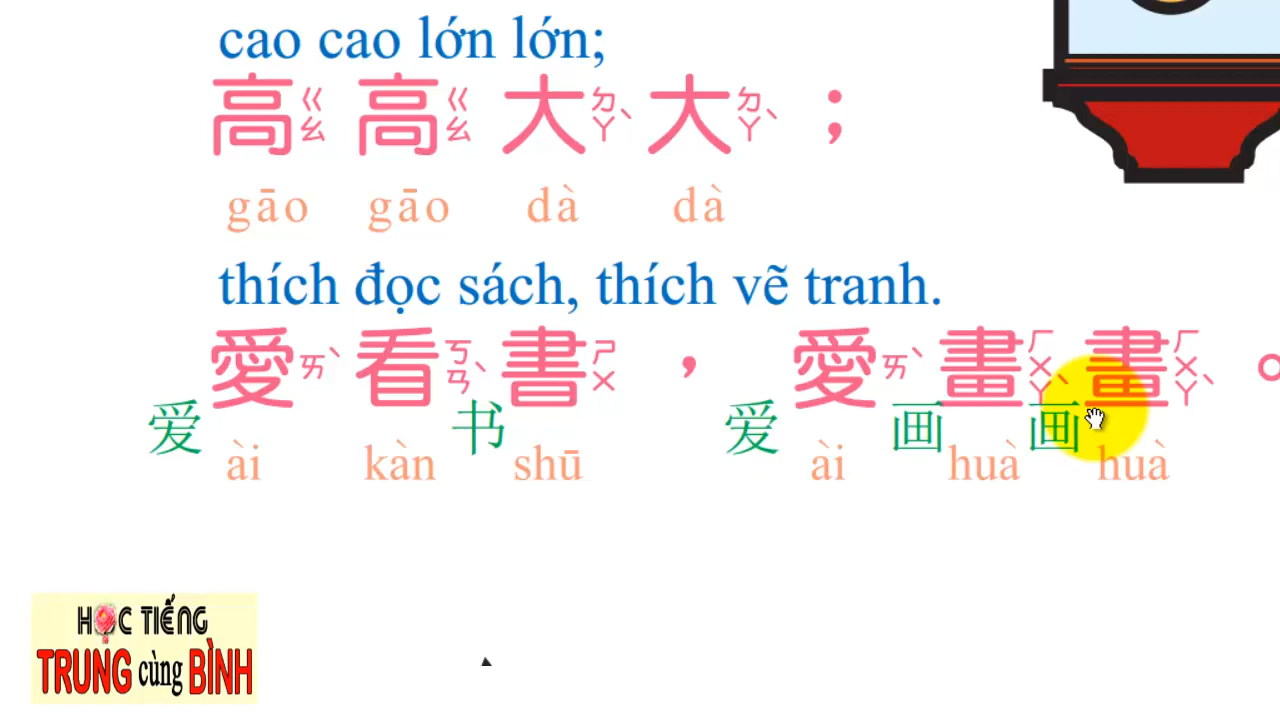 cao cao lớn lớn;
高ㄍㄠ 高ㄍㄠ 大ㄉㄚˋ 大ㄉㄚˋ ；
gāo gāo dà dà
thích đọc sách, thích vẽ tranh.
愛ㄞˋ 看ㄎㄢˋ 書ㄕㄨ ， 愛ㄞˋ 畫ㄏㄨㄚˋ 畫ㄏㄨㄚˋ 。
爱 书 爱 画 画
ài kàn shū ài huà huà
HỌC TIẾNG
TRUNG cùng BÌNH